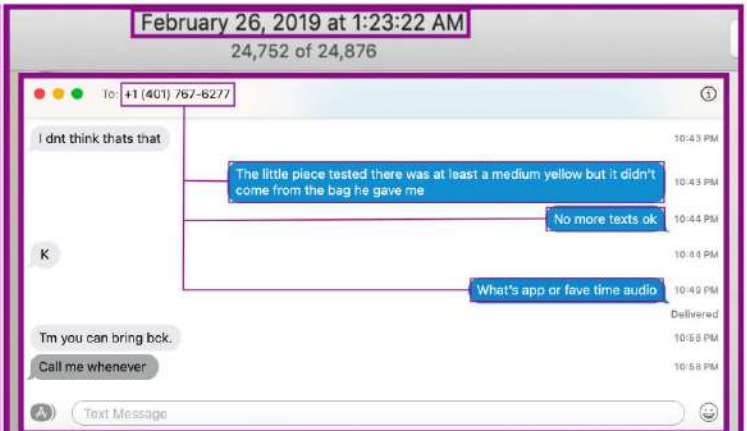 February 26, 2019 at 1:23:22 AM
24,752 of 24,876
To: +1 (401) 767-6277
I dnt think thats that
10:43 PM
The little piece tested there was at least a medium yellow but it didn't
come from the bag he gave me
10:43 PM
No more texts ok
10:44 PM
K
10:44 PM
What's app or fave time audio
10:49 PM
Delivered
Tm you can bring bck.
10:58 PM
Call me whenever
10:58 PM
Text Message